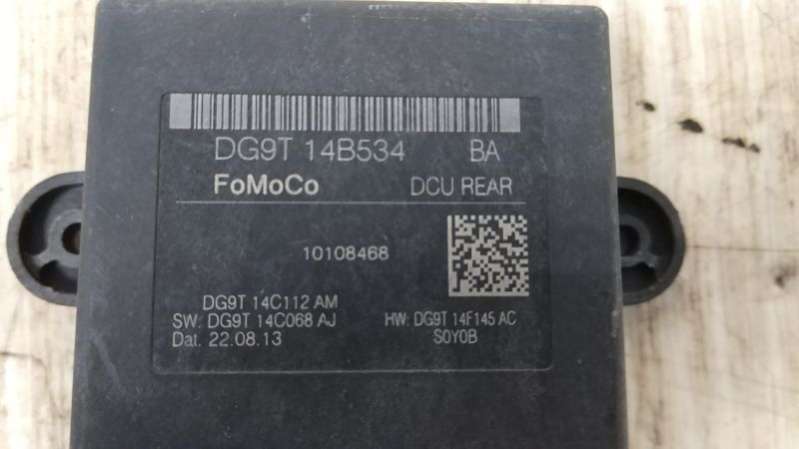 DG9T 14B534 BA
FoMoCo DCU REAR
10108468
DG9T 14C112 AM
SW: DG9T 14C068 AJ HW: DG9T 14F145 AC
Dat. 22.08.13 S0Y0B